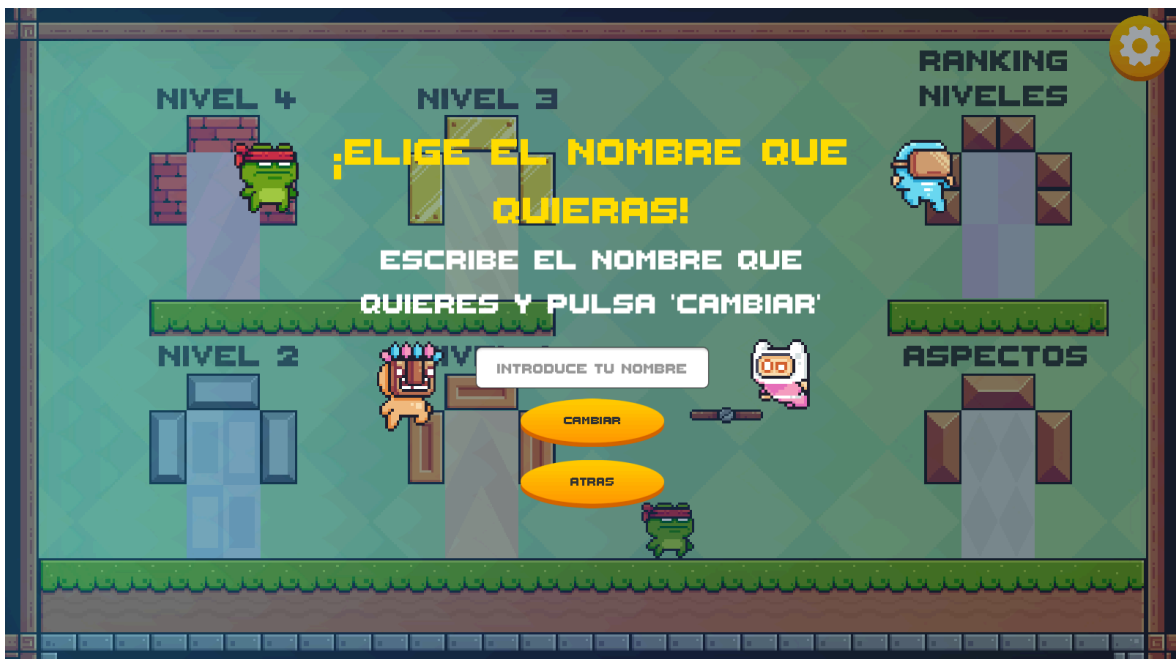 RANKING
NIVELES
NIVEL 4
NIVEL 3
¡ELIGE EL NOMBRE QUE
QUIERAS!
ESCRIBE EL NOMBRE QUE
QUIERES Y PULSA 'CAMBIAR'
NIVEL 2
ASPECTOS
INTRODUCE TU NOMBRE
CAMBIAR
ATRAS